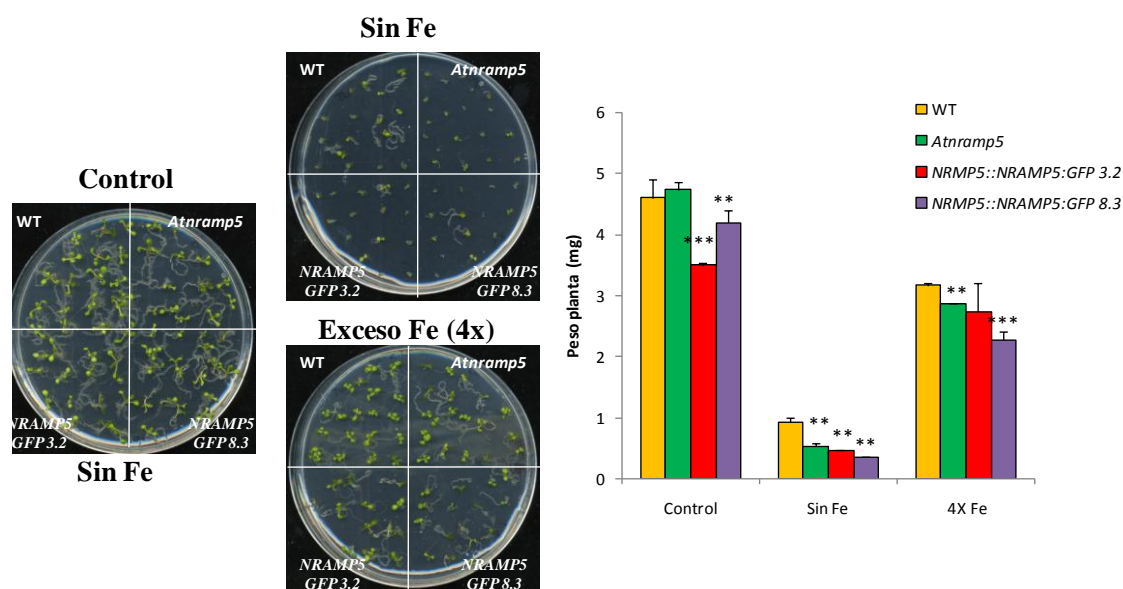 Control
WT
Atnramp5
NRAMP5
GFP 3.2
NRAMP5
GFP 8.3
Sin Fe
Sin Fe
WT
Atnramp5
NRAMP5
GFP 3.2
NRAMP5
GFP 8.3
Exceso Fe (4x)
WT
Atnramp5
NRAMP5
GFP 3.2
NRAMP5
GFP 8.3
Peso planta (mg)
6
5
4
3
2
1
0
***
**
**
**
**
**
***
Control
Sin Fe
4X Fe
WT
Atnramp5
NRMP5::NRAMP5:GFP 3.2
NRMP5::NRAMP5:GFP 8.3